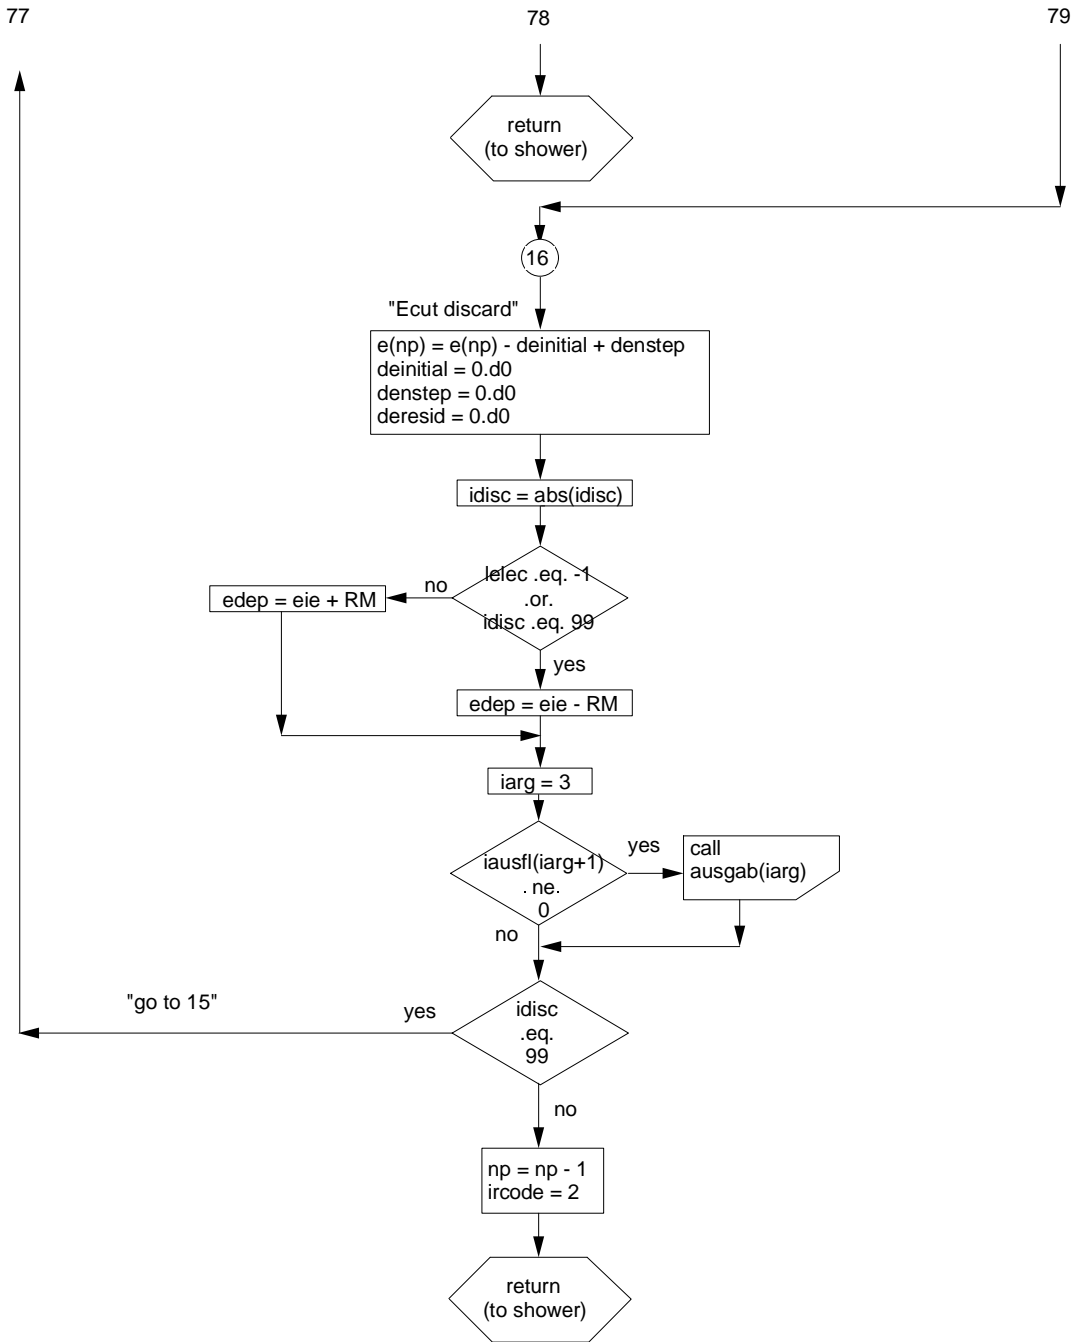 77
78
79
return
(to shower)
16
"Ecut discard"
e(np) = e(np) - deinitial + denstep
deinitial = 0.d0
denstep = 0.d0
deresid = 0.d0
idisc = abs(idisc)
lelec .eq. -1
.or.
idisc .eq. 99
no
edep = eie + RM
yes
edep = eie - RM
iarg = 3
iausfl(iarg+1)
.ne.
0
yes
call
ausgab(iarg)
no
"go to 15"
yes
idisc
.eq.
99
no
np = np - 1
ircode = 2
return
(to shower)